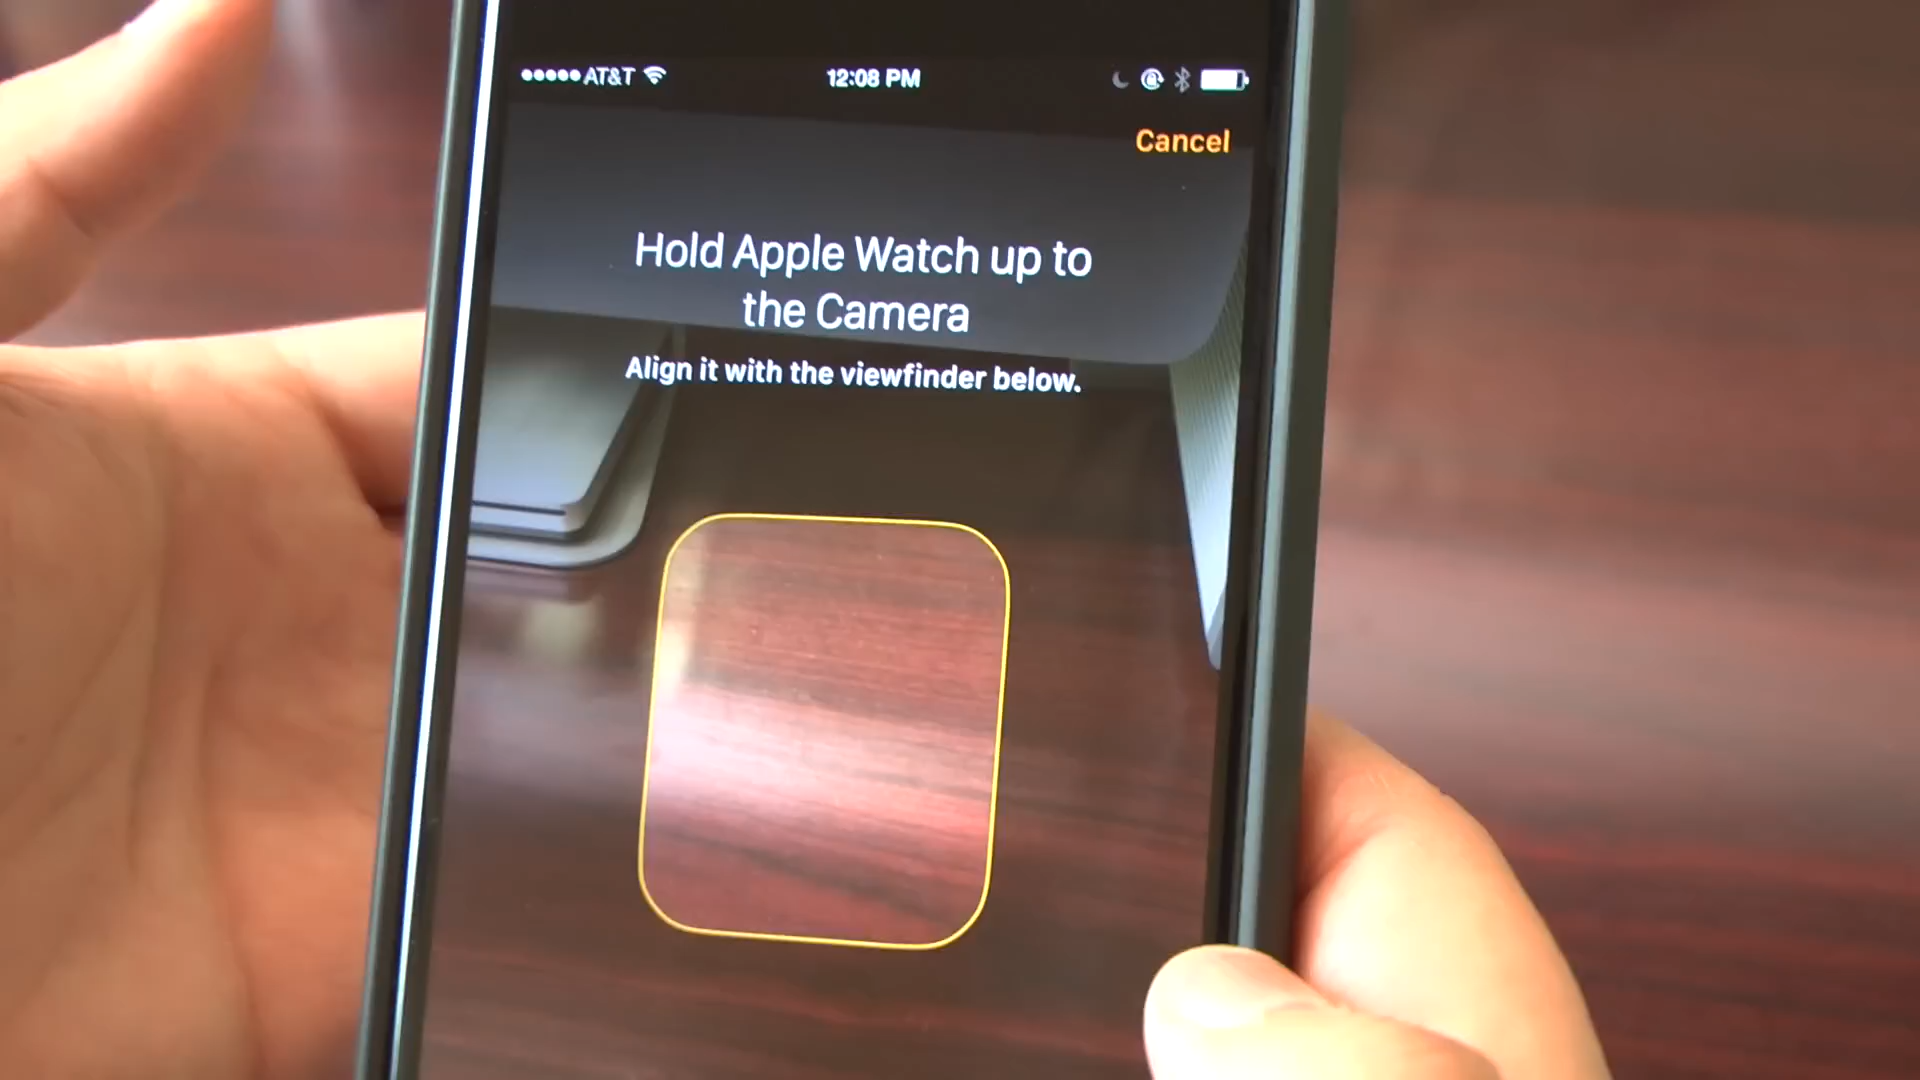 AT&T 12:08 PM
Cancel
Hold Apple Watch up to
the Camera
Align it with the viewfinder below.